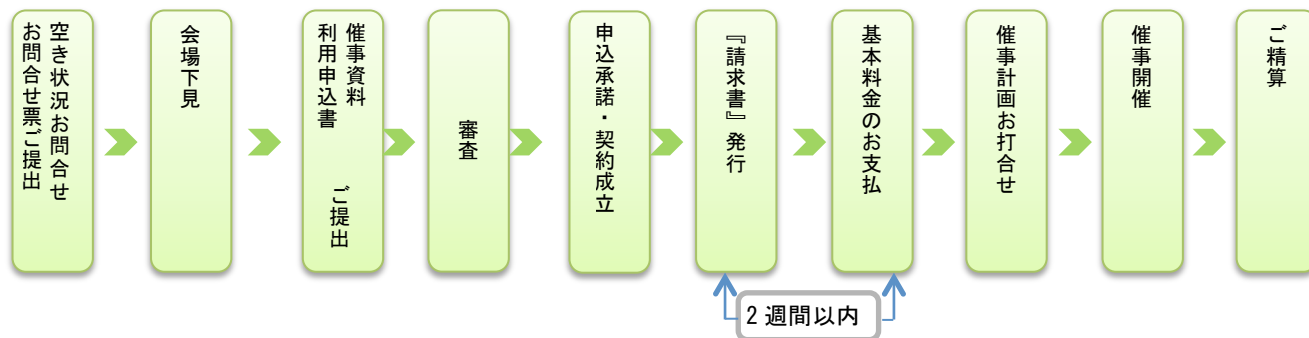 空き状況お問合せ
お問合せ票ご提出
会場下見
催事資料
利用申込書
ご提出
審査
申込承諾・契約成立
『請求書』発行
基本料金のお支払
催事計画お打合せ
催事開催
ご精算
2週間以内